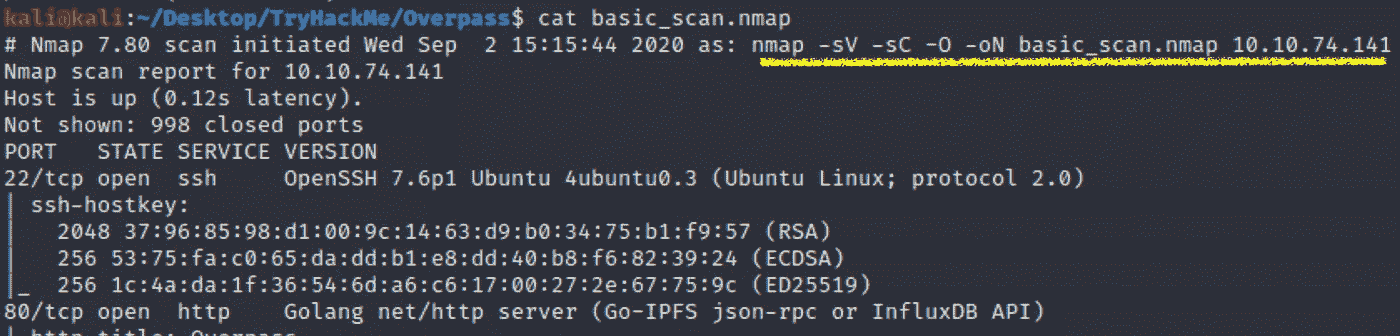 kali@kali:~/Desktop/TryHackMe/Overpass$ cat basic_scan.nmap
# Nmap 7.80 scan initiated Wed Sep  2 15:15:44 2020 as: nmap -sV -sC -O -oN basic_scan.nmap 10.10.74.141
Nmap scan report for 10.10.74.141
Host is up (0.12s latency).
Not shown: 998 closed ports
PORT   STATE SERVICE VERSION
22/tcp open  ssh     OpenSSH 7.6p1 Ubuntu 4ubuntu0.3 (Ubuntu Linux; protocol 2.0)
| ssh-hostkey:
|   2048 37:96:85:98:d1:00:9c:14:63:d9:b0:34:75:b1:f9:57 (RSA)
|   256 53:75:fa:c0:65:da:dd:b1:e8:dd:40:b8:f6:82:39:24 (ECDSA)
|_  256 1c:4a:da:1f:36:54:6d:a6:c6:17:00:27:2e:67:75:9c (ED25519)
80/tcp open  http    Golang net/http server (Go-IPFS json-rpc or InfluxDB API)
| http-title: Overpass